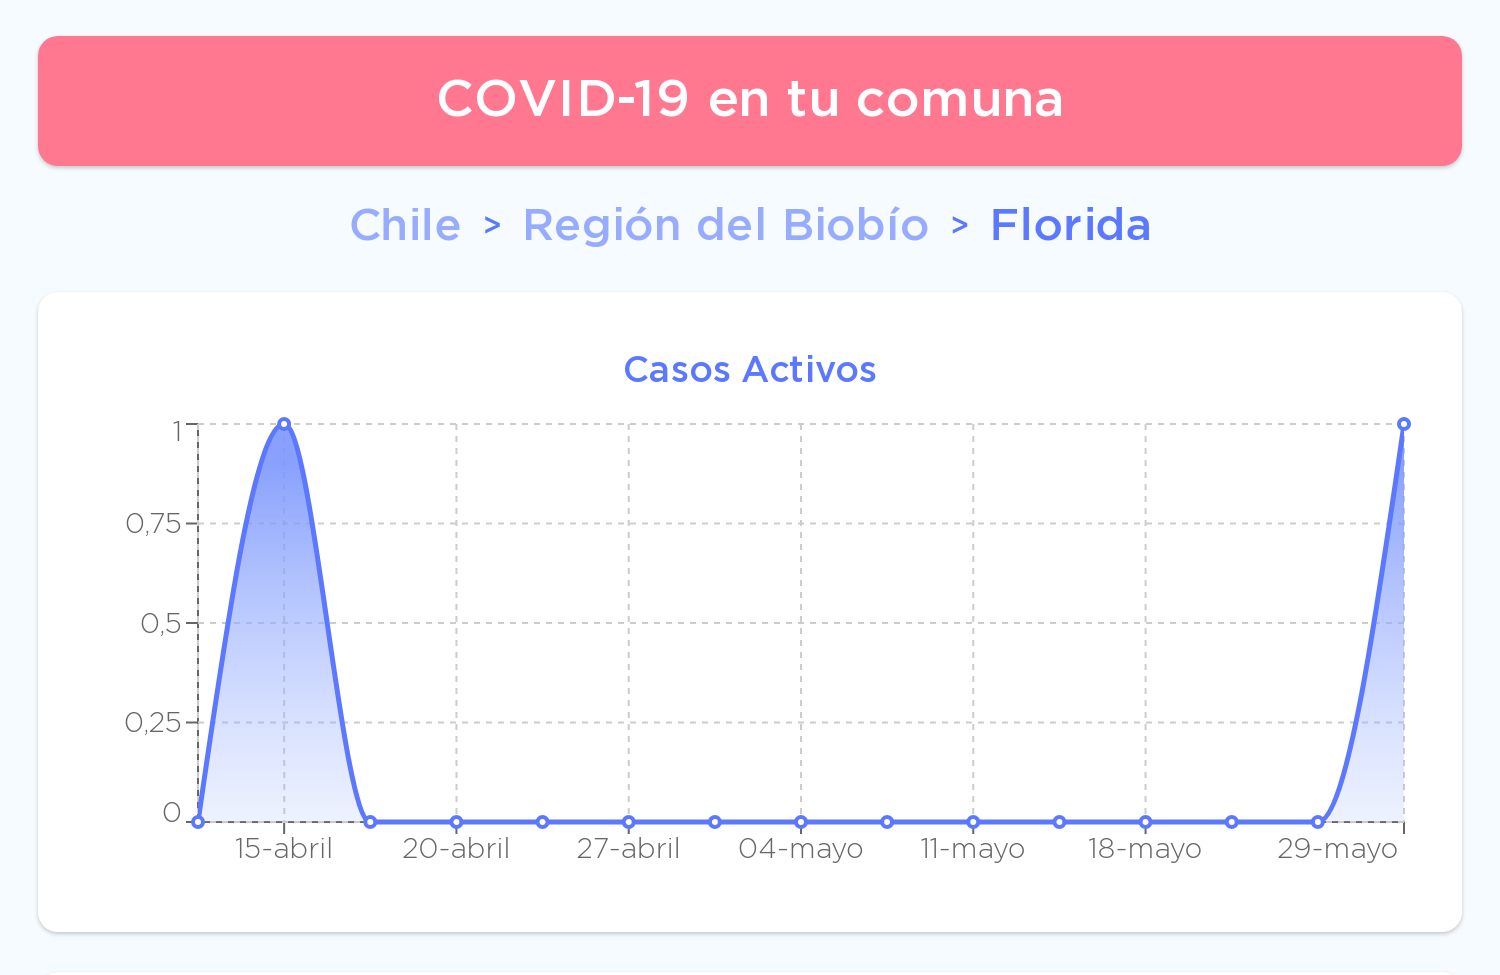 COVID-19 en tu comuna
Chile > Región del Biobío > Florida
Casos Activos
1
0,75
0,5
0,25
0
15-abril 20-abril 27-abril 04-mayo 11-mayo 18-mayo 29-mayo